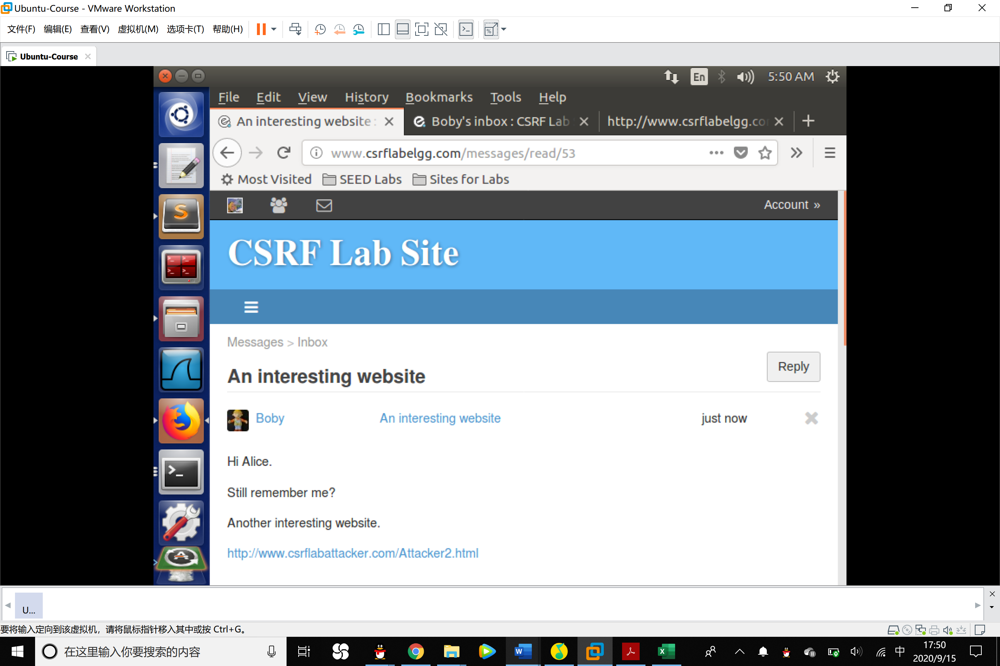 Ubuntu-Course - VMware Workstation
文件(F) 编辑(E) 查看(V) 虚拟机(M) 选项卡(T) 帮助(H)
Ubuntu-Course
En 5:50 AM
File Edit View History Bookmarks Tools Help
An interesting website : Boby's inbox : CSRF Lab http://www.csrflabelgg.co
www.csrflabelgg.com/messages/read/53
Most Visited SEED Labs Sites for Labs
Account »
CSRF Lab Site
Messages > Inbox
Reply
An interesting website
Boby An interesting website just now
Hi Alice.
Still remember me?
Another interesting website.
http://www.csrflabattacker.com/Attacker2.html
U...
要将输入定向到该虚拟机，请将鼠标指针移入其中或按 Ctrl+G。
在这里输入你要搜索的内容
中
17:50
2020/9/15